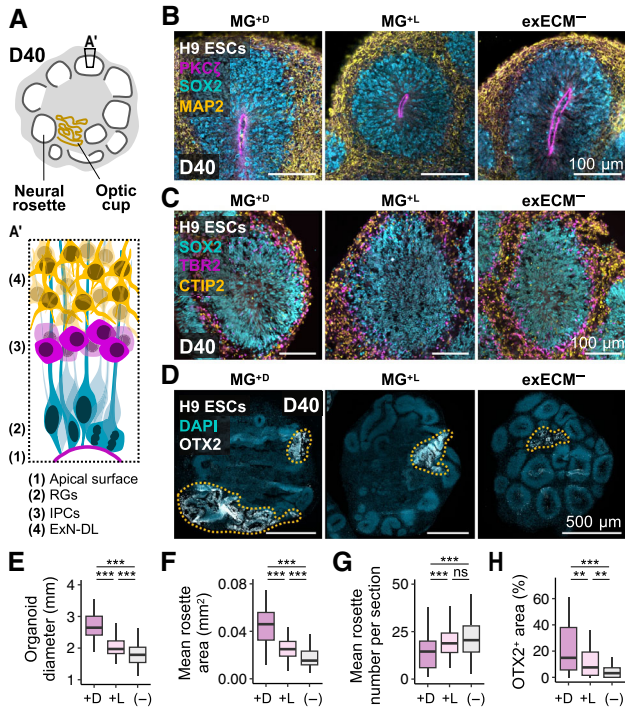 A
D40
A'
Neural rosette
Optic cup
A'
(4)
(3)
(2)
(1)
(1) Apical surface
(2) RGs
(3) IPCs
(4) ExN-DL
B
MG+D
MG+L
exECM—
H9 ESCs
PKCζ
SOX2
MAP2
D40
100 μm
C
MG+D
MG+L
exECM—
H9 ESCs
SOX2
TBR2
CTIP2
D40
100 μm
D
MG+D
MG+L
exECM—
H9 ESCs
DAPI
OTX2
D40
500 μm
E
Organoid
diameter (mm)
4
3
2
1
***
*** ***
+D +L (–)
F
Mean rosette
area (mm²)
0.08
0.04
0.00
***
*** ***
+D +L (–)
G
Mean rosette
number per section
50
25
0
***
*** ns
+D +L (–)
H
OTX2⁺ area (%)
60
40
20
0
***
** **
+D +L (–)